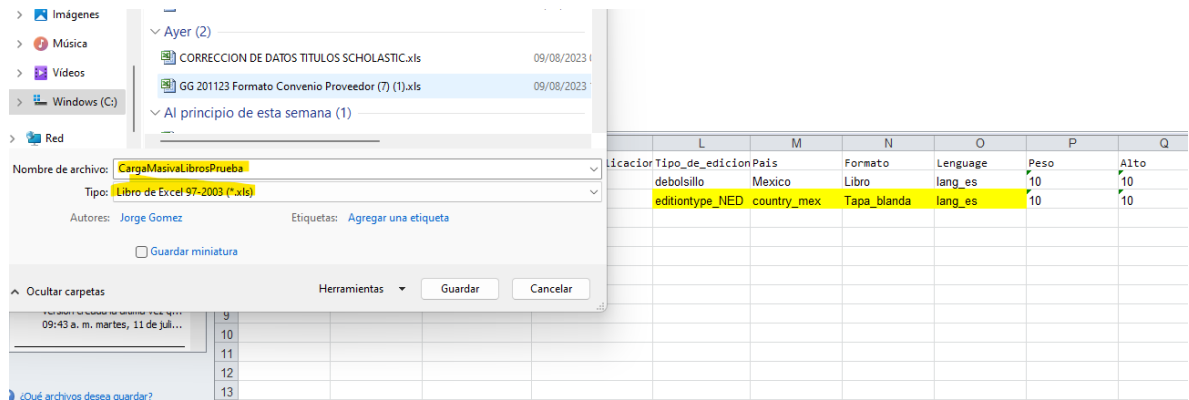 Imágenes
Ayer (2)
Música
CORRECCION DE DATOS TITULOS SCHOLASTIC.xls 09/08/2023
Vídeos
GG 201123 Formato Convenio Proveedor (7) (1).xls 09/08/2023
Windows (C:)
Al principio de esta semana (1)
Red
L M N O P Q
Nombre de archivo: CargaMasivaLibrosPrueba
Tipo_de_edicion Pais Formato Lenguage Peso Alto
debolsillo Mexico Libro lang_es 10 10
Tipo: Libro de Excel 97-2003 (*.xls)
editiontype_NED country_mex Tapa_blanda lang_es 10 10
Autores: Jorge Gomez Etiquetas: Agregar una etiqueta
Guardar miniatura
Ocultar carpetas Herramientas Guardar Cancelar
9
09:43 a. m. martes, 11 de juli...
10
11
12
13
¿Qué archivos desea guardar?